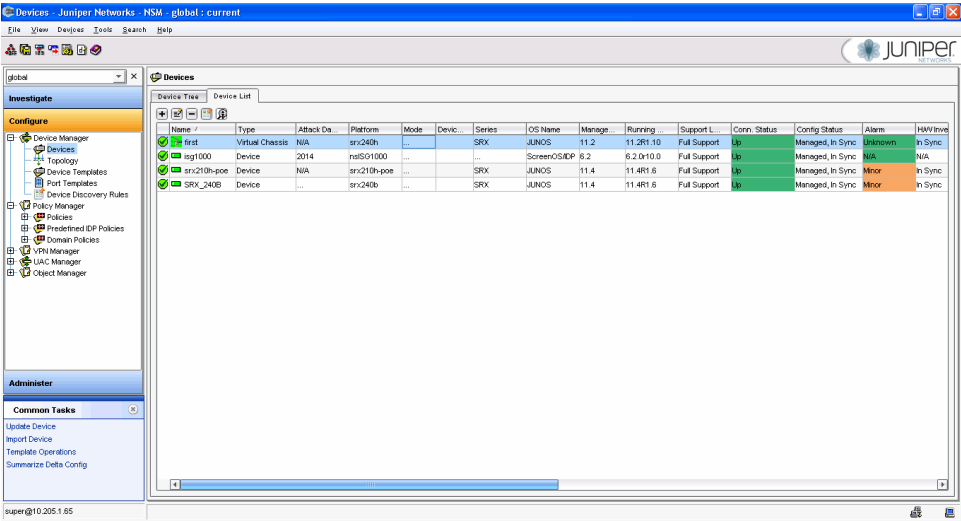 Devices - Juniper Networks - NSM - global : current
File View Devices Tools Search Help
JUNIPEr
NETWORKS
global
Devices
Investigate
Device Tree Device List
Configure
Name / Type Attack Da... Platform Mode Devic... Series OS Name Manage... Running ... Support L... Conn. Status Config Status Alarm H/W Inve
first Virtual Chassis N/A srx240h ... SRX JUNOS 11.2 11.2R1.10 Full Support Up Managed, In Sync Unknown In Sync
isg1000 Device 2014 nsISG1000 ... ... ScreenOS/IDP 6.2 6.2.0r10.0 Full Support Up Managed, In Sync N/A N/A
srx210h-poe Device N/A srx210h-poe ... SRX JUNOS 11.4 11.4R1.6 Full Support Up Managed, In Sync Minor In Sync
SRX_240B Device ... srx240b ... SRX JUNOS 11.4 11.4R1.6 Full Support Up Managed, In Sync Minor In Sync
Device Manager
Devices
Topology
Device Templates
Port Templates
Device Discovery Rules
Policy Manager
Policies
Predefined IDP Policies
Domain Policies
VPN Manager
UAC Manager
Object Manager
Administer
Common Tasks
Update Device
Import Device
Template Operations
Summarize Delta Config
super@10.205.1.65